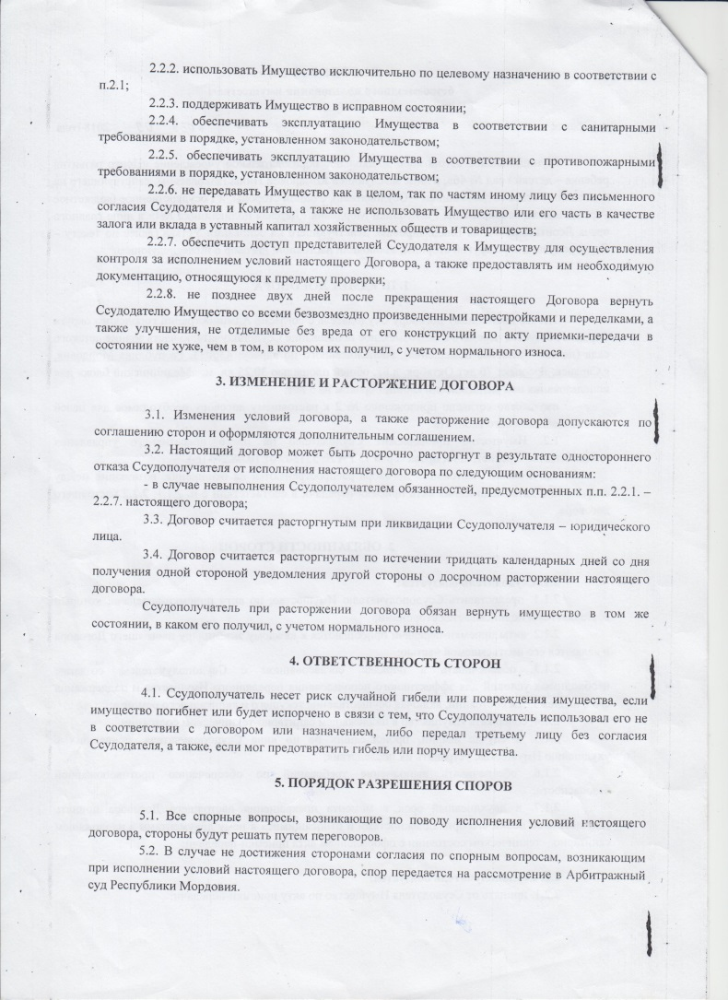 2.2.2. использовать Имущество исключительно по целевому назначению в соответствии с
п.2.1;
2.2.3. поддерживать Имущество в исправном состоянии;
2.2.4. обеспечивать эксплуатацию Имущества в соответствии с санитарными
требованиями в порядке, установленном законодательством;
2.2.5. обеспечивать эксплуатацию Имущества в соответствии с противопожарными
требованиями в порядке, установленном законодательством;
2.2.6. не передавать Имущество как в целом, так по частям иному лицу без письменного
согласия Ссудодателя и Комитета, а также не использовать Имущество или его часть в качестве
залога или вклада в уставный капитал хозяйственных обществ и товариществ;
2.2.7. обеспечить доступ представителей Ссудодателя к Имуществу для осуществления
контроля за исполнением условий настоящего Договора, а также предоставлять им необходимую
документацию, относящуюся к предмету проверки;
2.2.8. не позднее двух дней после прекращения настоящего Договора вернуть
Ссудодателю Имущество со всеми безвозмездно произведенными перестройками и переделками, а
также улучшения, не отделимые без вреда от его конструкций по акту приемки-передачи в
состоянии не хуже, чем в том, в котором их получил, с учетом нормального износа.
3. ИЗМЕНЕНИЕ И РАСТОРЖЕНИЕ ДОГОВОРА
3.1. Изменения условий договора, а также расторжение договора допускаются по
соглашению сторон и оформляются дополнительным соглашением.
3.2. Настоящий договор может быть досрочно расторгнут в результате одностороннего
отказа Ссудополучателя от исполнения настоящего договора по следующим основаниям:
- в случае невыполнения Ссудополучателем обязанностей, предусмотренных п.п. 2.2.1. –
2.2.7. настоящего договора;
3.3. Договор считается расторгнутым при ликвидации Ссудополучателя – юридического
лица.
3.4. Договор считается расторгнутым по истечении тридцать календарных дней со дня
получения одной стороной уведомления другой стороны о досрочном расторжении настоящего
договора.
Ссудополучатель при расторжении договора обязан вернуть имущество в том же
состоянии, в каком его получил, с учетом нормального износа.
4. ОТВЕТСТВЕННОСТЬ СТОРОН
4.1. Ссудополучатель несет риск случайной гибели или повреждения имущества, если
имущество погибнет или будет испорчено в связи с тем, что Ссудополучатель использовал его не
в соответствии с договором или назначением, либо передал третьему лицу без согласия
Ссудодателя, а также, если мог предотвратить гибель или порчу имущества.
5. ПОРЯДОК РАЗРЕШЕНИЯ СПОРОВ
5.1. Все спорные вопросы, возникающие по поводу исполнения условий настоящего
договора, стороны будут решать путем переговоров.
5.2. В случае не достижения сторонами согласия по спорным вопросам, возникающим
при исполнении условий настоящего договора, спор передается на рассмотрение в Арбитражный
суд Республики Мордовия.